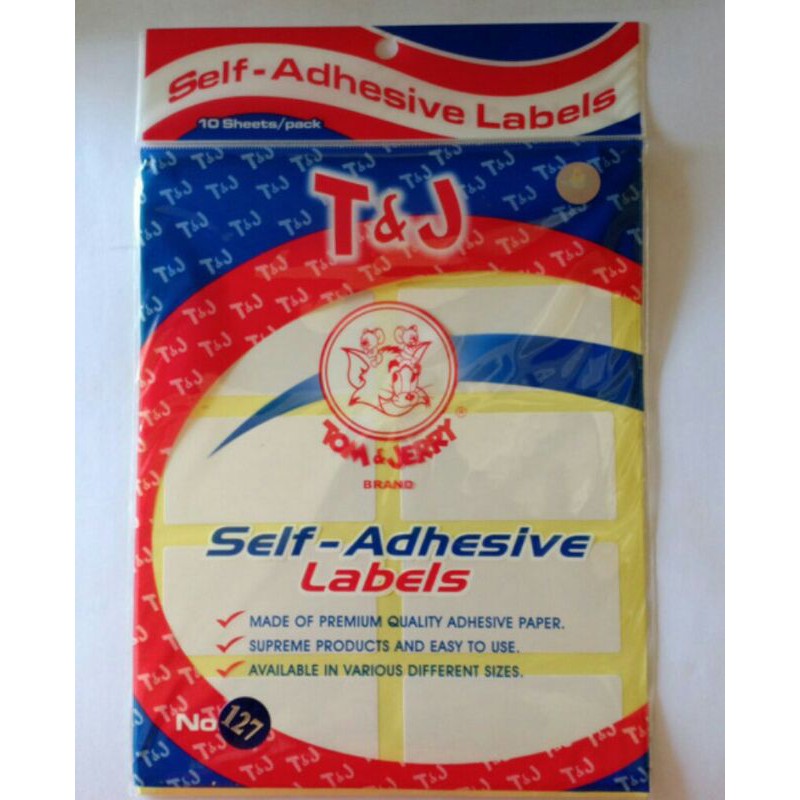 Self-Adhesive Labels
10 Sheets/pack
T&J
TOM & JERRY
®
BRAND
Self-Adhesive
Labels
MADE OF PREMIUM QUALITY ADHESIVE PAPER.
SUPREME PRODUCTS AND EASY TO USE.
AVAILABLE IN VARIOUS DIFFERENT SIZES.
No 127